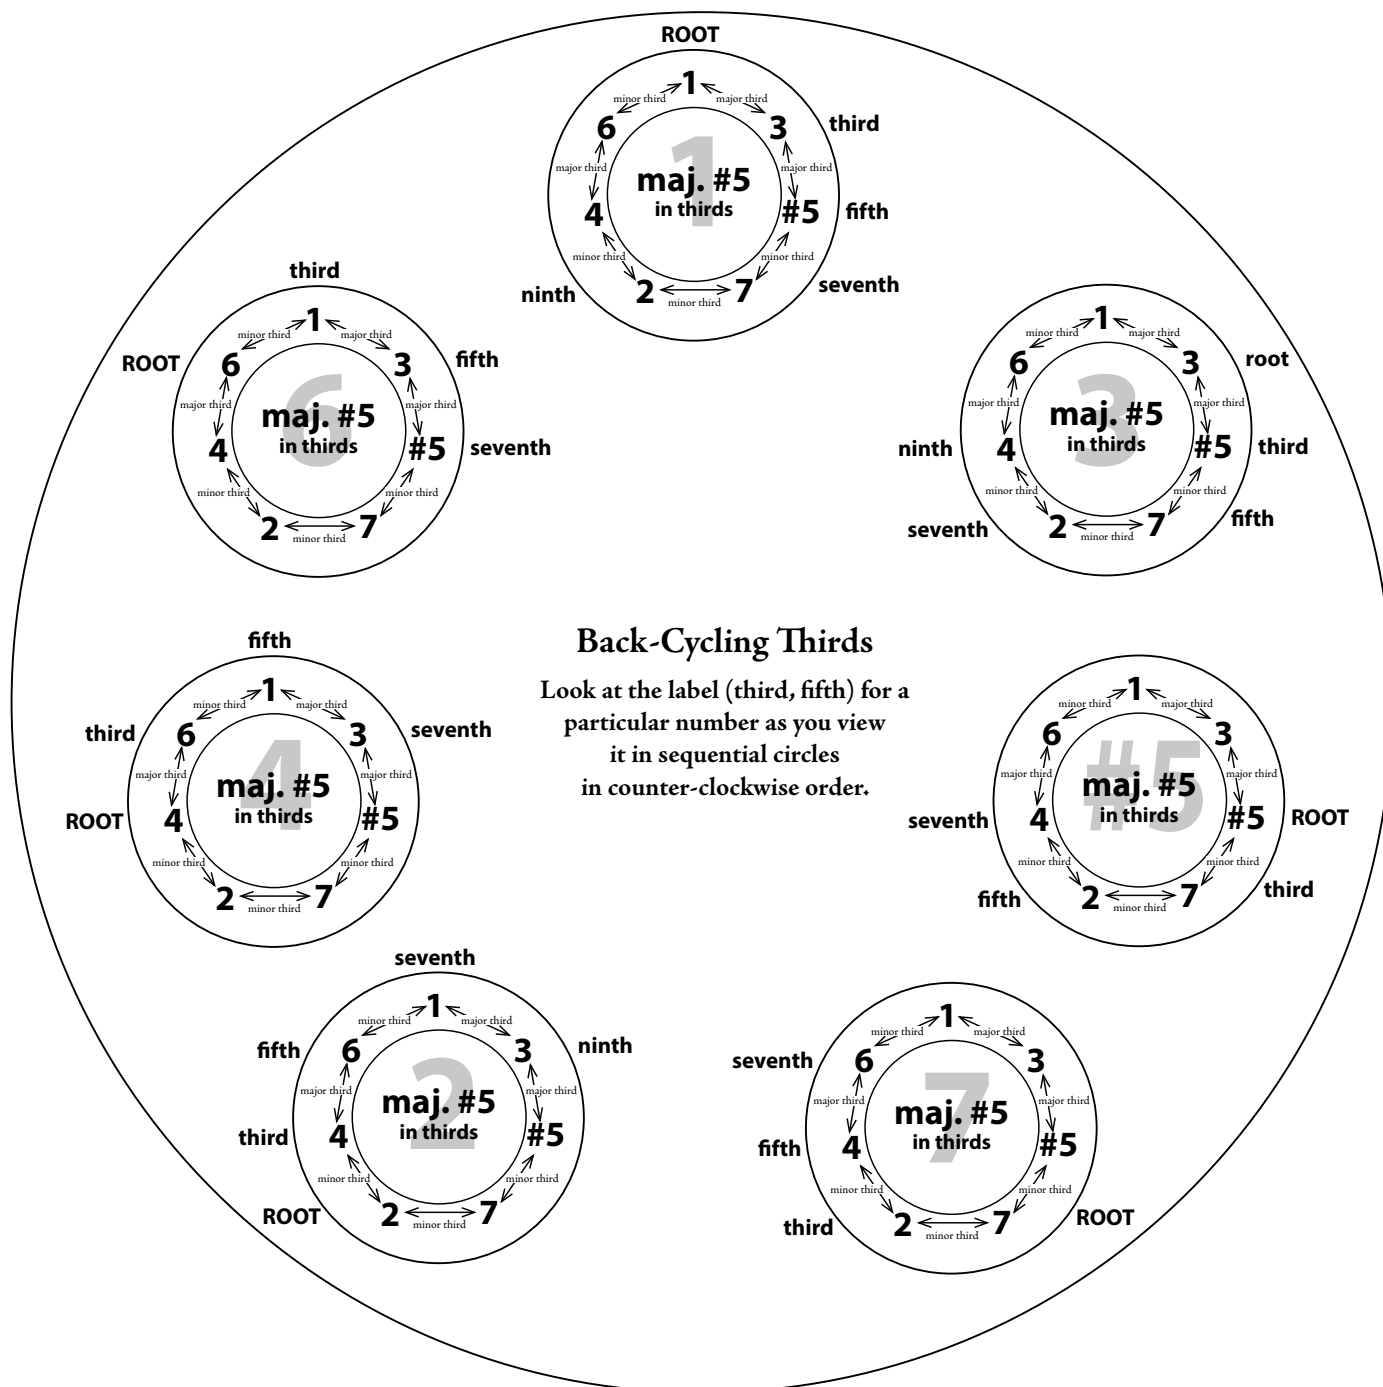 ROOT
1
minor third
major third
6
3
third
1
major third
major third
maj. #5
in thirds
4
#5
fifth
minor third
minor third
ninth
2
7
seventh
minor third
third
1
minor third
major third
ROOT
6
3
fifth
6
major third
major third
maj. #5
in thirds
4
#5
seventh
minor third
minor third
2
7
minor third
1
minor third
major third
6
3
root
3
major third
major third
maj. #5
in thirds
ninth
4
#5
third
minor third
minor third
seventh
2
7
fifth
minor third
Back-Cycling Thirds
Look at the label (third, fifth) for a
particular number as you view
it in sequential circles
in counter-clockwise order.
fifth
1
minor third
major third
third
6
3
seventh
4
major third
major third
maj. #5
in thirds
ROOT
4
#5
minor third
minor third
2
7
minor third
1
minor third
major third
6
3
#5
major third
major third
maj. #5
in thirds
seventh
4
#5
ROOT
minor third
minor third
fifth
2
7
third
minor third
seventh
1
minor third
major third
fifth
6
3
ninth
2
major third
major third
maj. #5
in thirds
third
4
#5
minor third
minor third
ROOT
2
7
minor third
1
minor third
major third
seventh
6
3
7
major third
major third
maj. #5
in thirds
fifth
4
#5
minor third
minor third
third
2
7
ROOT
minor third